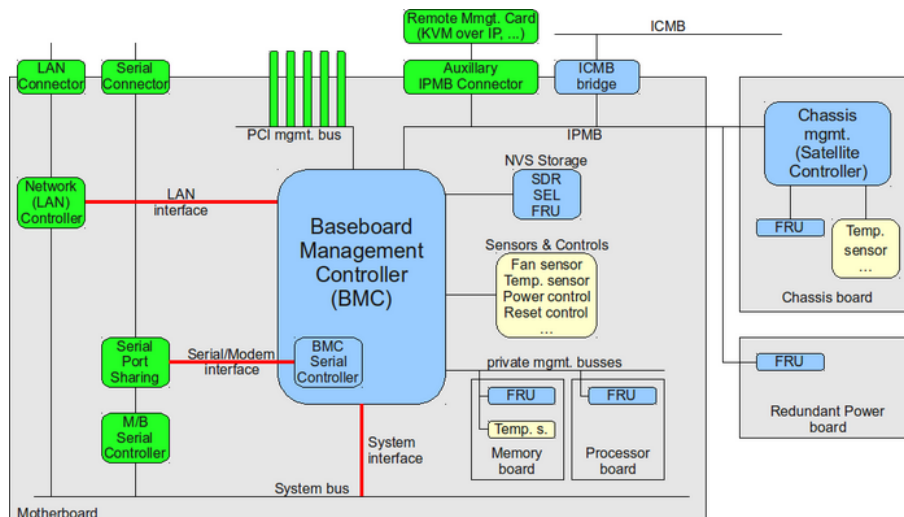 Remote Mmgt. Card
(KVM over IP, ...)
ICMB
LAN
Connector
Serial
Connector
Auxillary
IPMB Connector
ICMB
bridge
PCI mgmt. bus
IPMB
Chassis
mgmt.
(Satellite
Controller)
NVS Storage
SDR
SEL
FRU
Network
(LAN)
Controller
LAN
interface
Baseboard
Management
Controller
(BMC)
FRU
Temp.
sensor
...
Sensors & Controls
Fan sensor
Temp. sensor
Power control
Reset control
...
Chassis board
Serial
Port
Sharing
Serial/Modem
interface
BMC
Serial
Controller
private mgmt. busses
FRU
Temp. s.
Memory
board
FRU
Processor
board
FRU
Redundant Power
board
M/B
Serial
Controller
System
interface
System bus
Motherboard